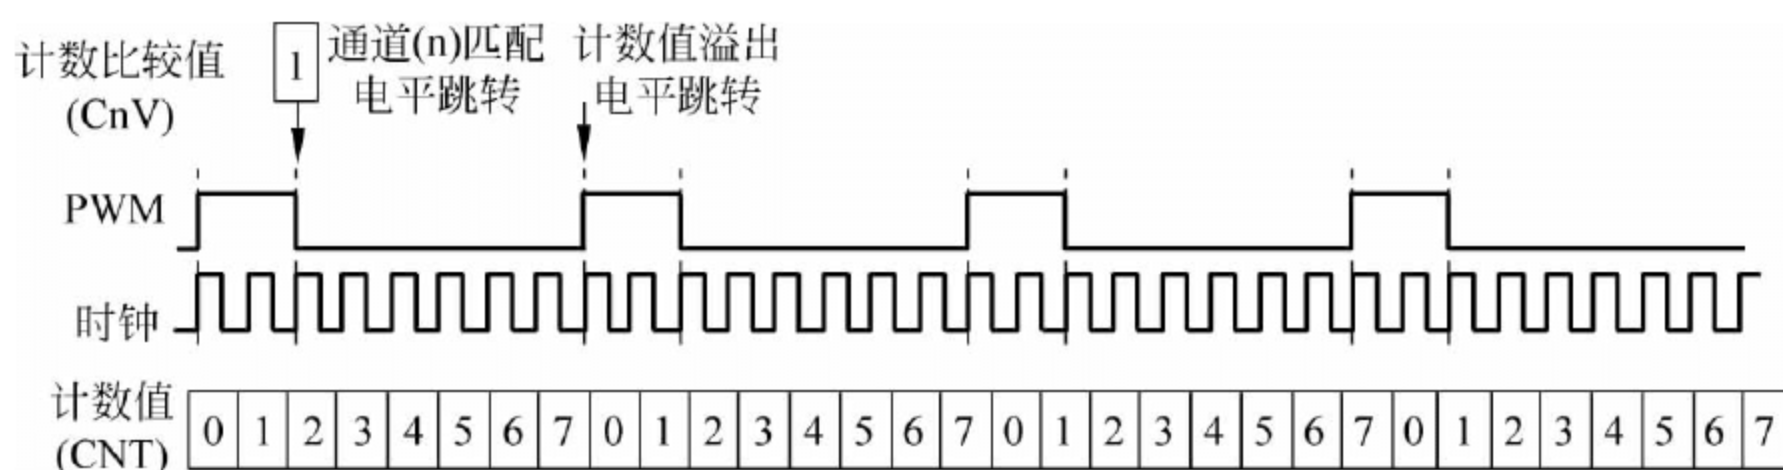 计数比较值
(CnV)
1
通道(n)匹配
电平跳转
计数值溢出
电平跳转
PWM
时钟
计数值
(CNT)
0 1 2 3 4 5 6 7 0 1 2 3 4 5 6 7 0 1 2 3 4 5 6 7 0 1 2 3 4 5 6 7